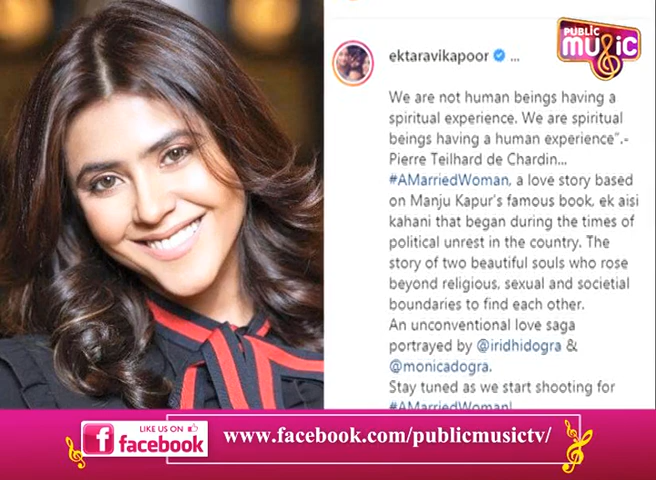 PUBLIC
music
ektaravikapoor ...
We are not human beings having a
spiritual experience. We are spiritual
beings having a human experience”.-
Pierre Teilhard de Chardin...
#AMarriedWoman, a love story based
on Manju Kapur's famous book, ek aisi
kahani that began during the times of
political unrest in the country. The
story of two beautiful souls who rose
beyond religious, sexual and societial
boundaries to find each other.
An unconventional love saga
portrayed by @iridhidogra &
@monicadogra.
Stay tuned as we start shooting for
#AMarriedWoman!
LIKE US ON
f facebook
www.facebook.com/publicmusictv/